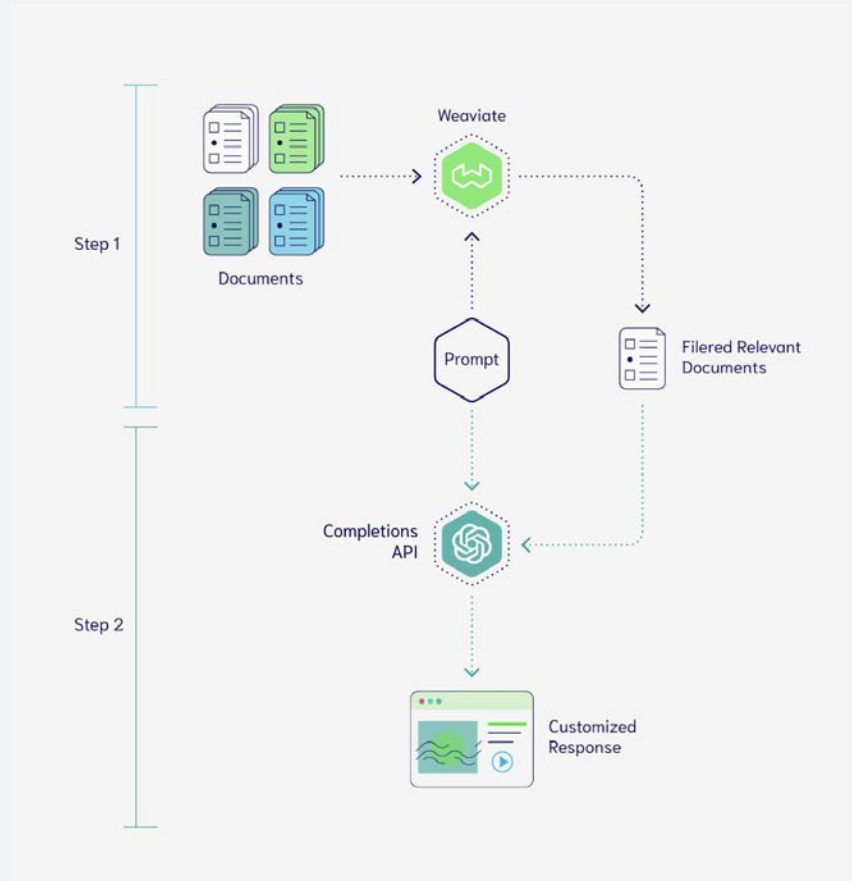 Weaviate
Step 1
Documents
Prompt
Filered Relevant
Documents
Completions
API
Step 2
Customized
Response